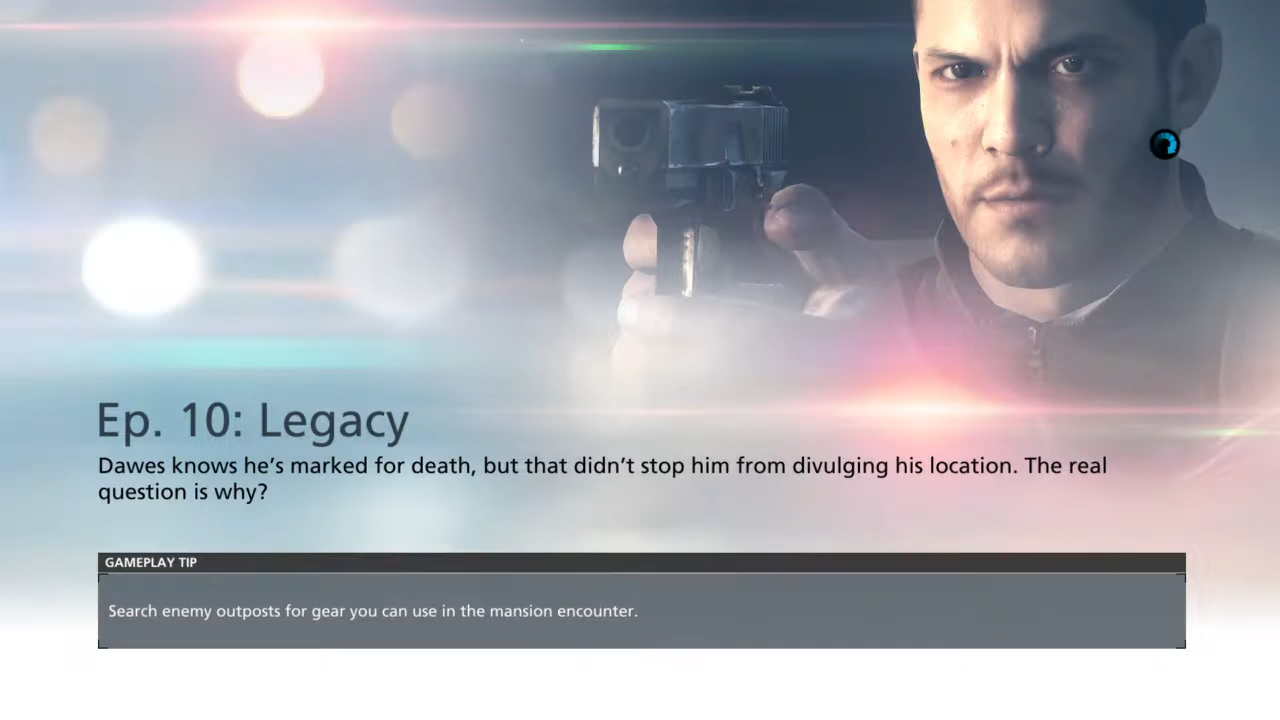 Ep. 10: Legacy
Dawes knows he's marked for death, but that didn't stop him from divulging his location. The real
question is why?
GAMEPLAY TIP
Search enemy outposts for gear you can use in the mansion encounter.